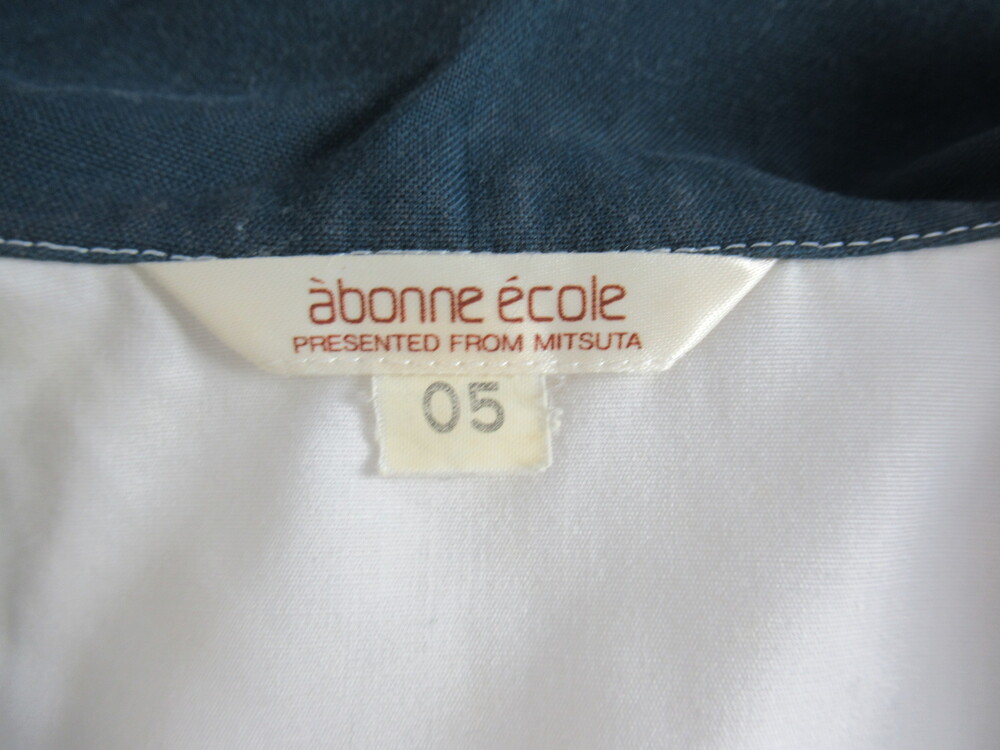 àbonne école
PRESENTED FROM MITSUTA
05